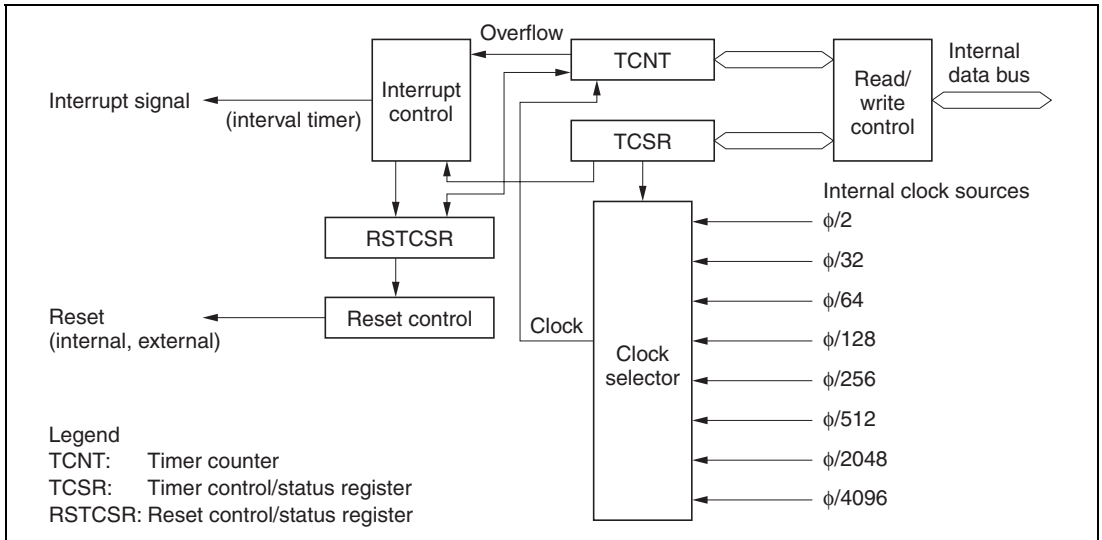 Overflow
TCNT
Internal
data bus
Read/
write
control
Interrupt
control
Interrupt signal
(interval timer)
TCSR
Internal clock sources
ϕ/2
RSTCSR
ϕ/32
ϕ/64
Reset
(internal, external)
Reset control
Clock
ϕ/128
Clock
selector
ϕ/256
ϕ/512
ϕ/2048
ϕ/4096
Legend
TCNT: Timer counter
TCSR: Timer control/status register
RSTCSR: Reset control/status register